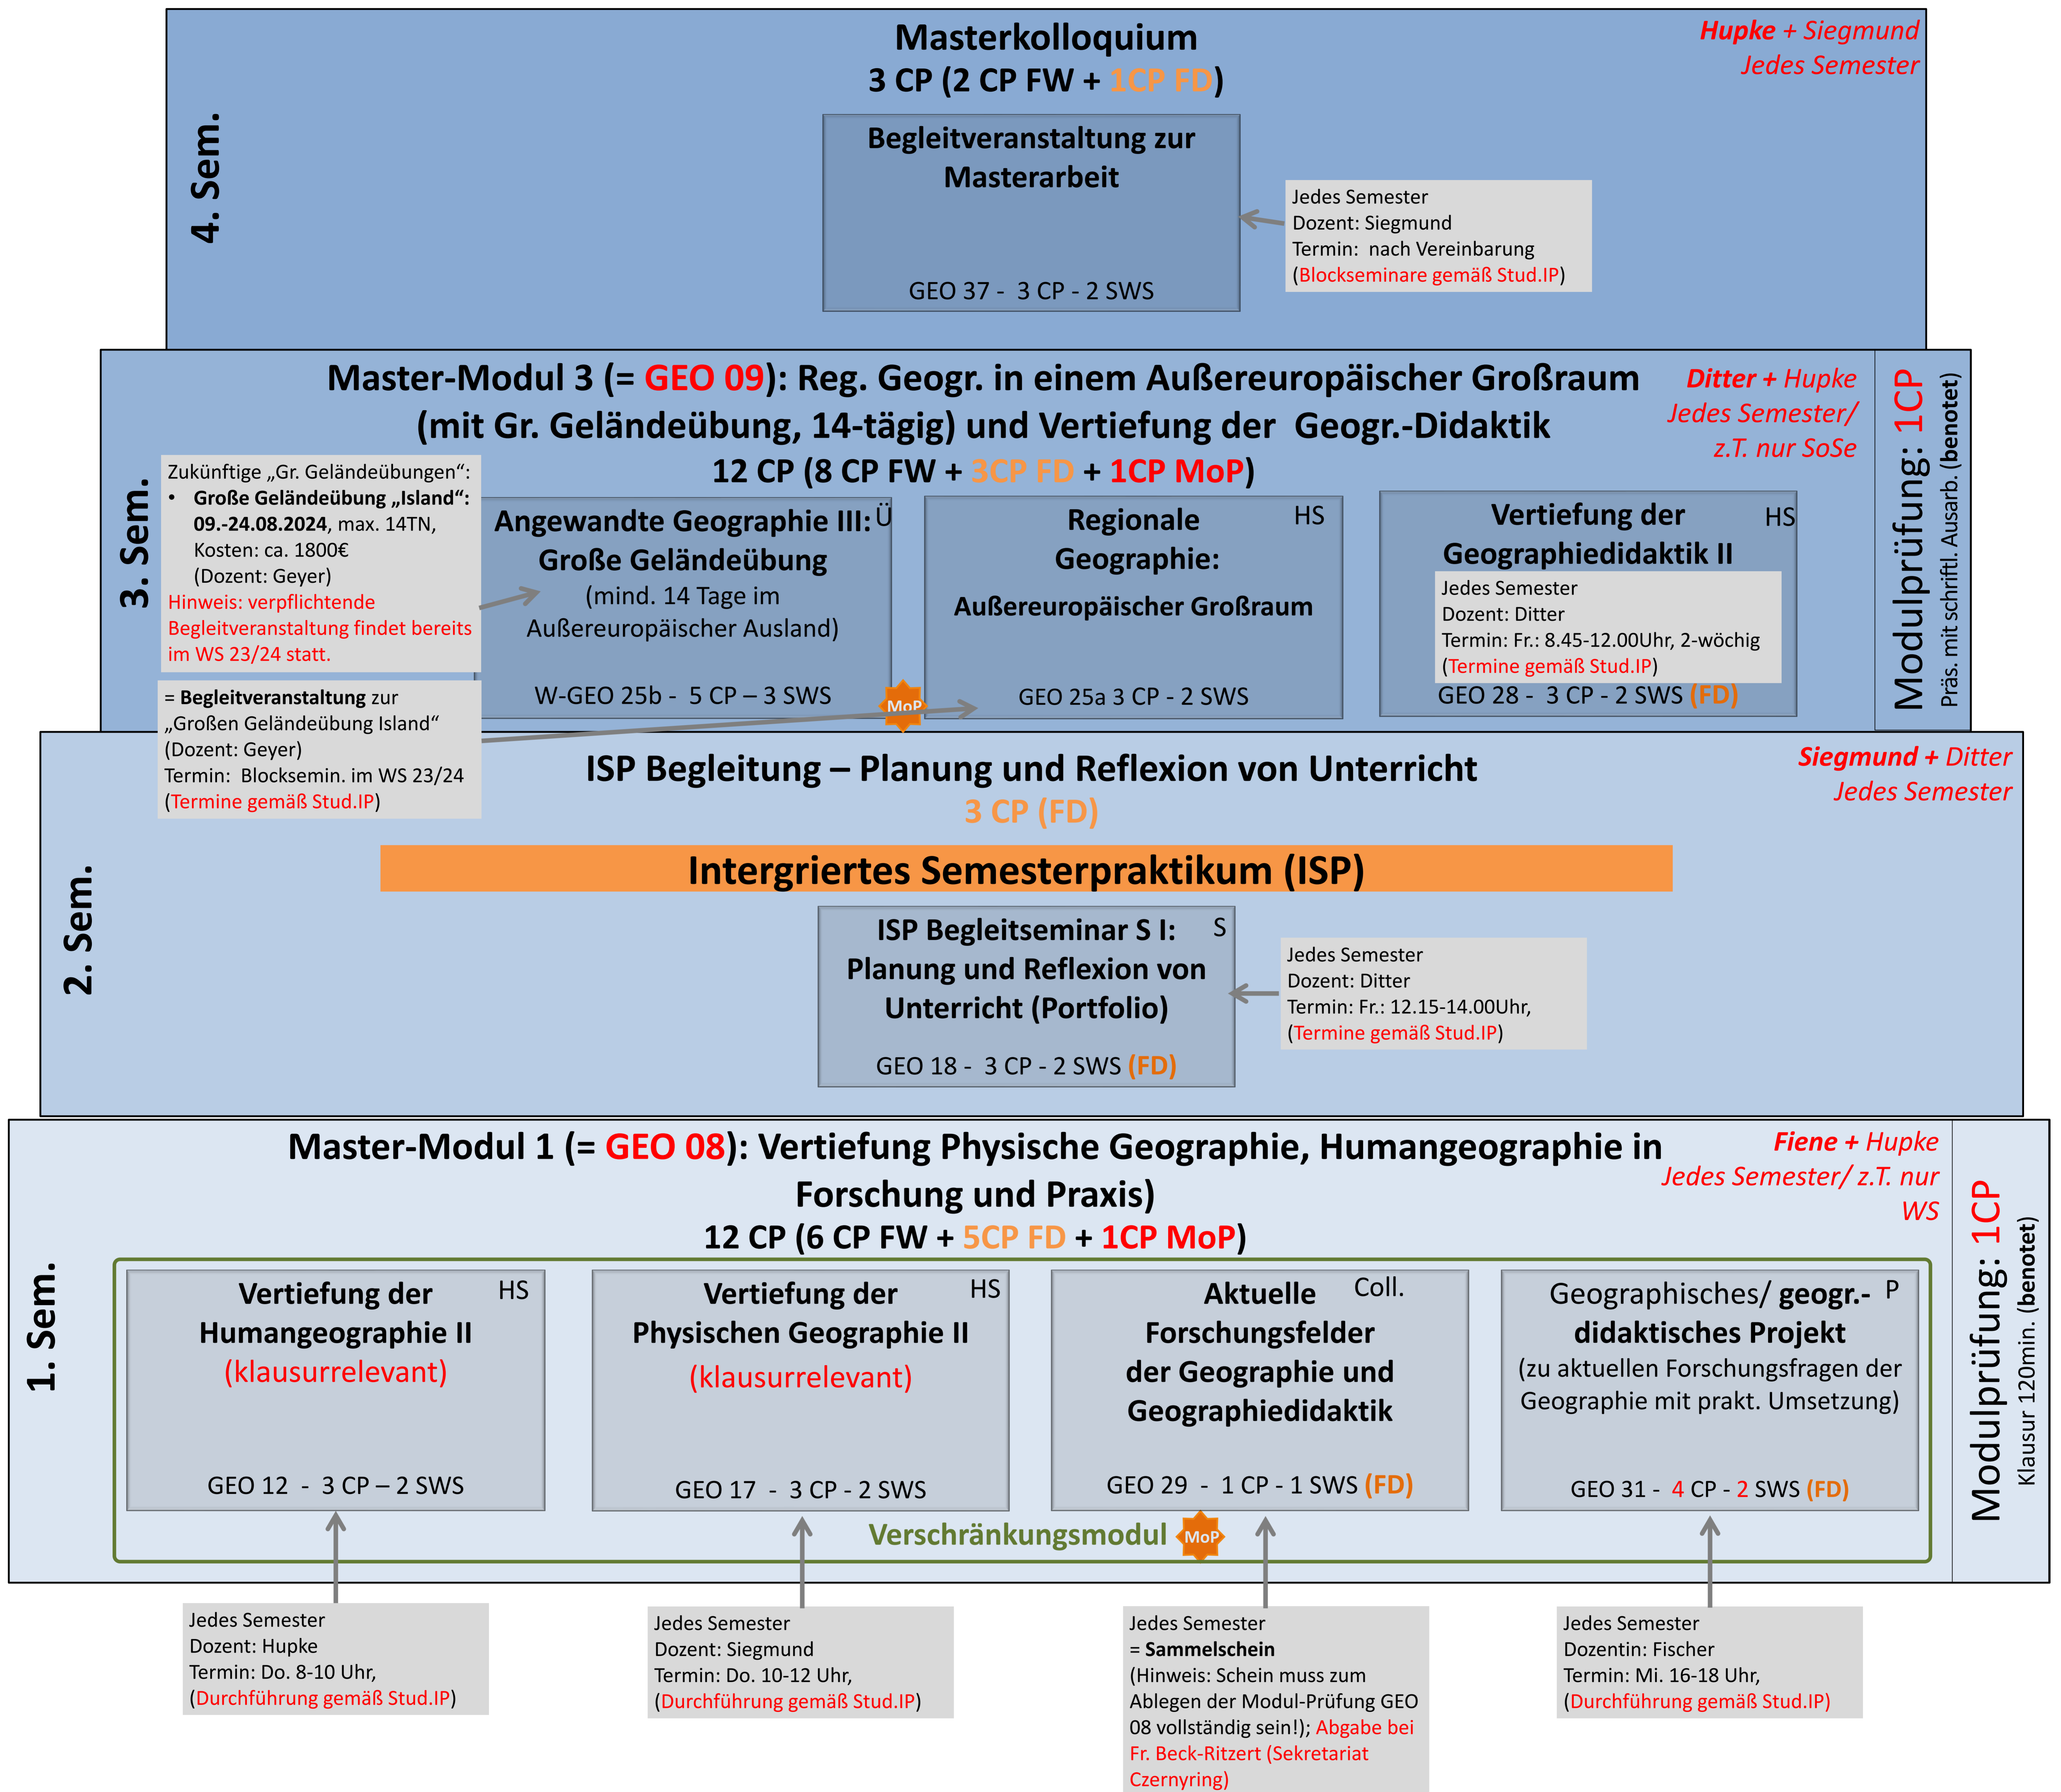 Masterkolloquium
3 CP (2 CP FW + 1CP FD)
Hupke + Siegmund
Jedes Semester
4. Sem.
Begleitveranstaltung zur
Masterarbeit
GEO 37 - 3 CP - 2 SWS
Jedes Semester
Dozent: Siegmund
Termin: nach Vereinbarung
(Blockseminare gemäß Stud.IP)
Master-Modul 3 (= GEO 09): Reg. Geogr. in einem Außereuropäischer Großraum
(mit Gr. Geländeübung, 14-tägig) und Vertiefung der Geogr.-Didaktik
12 CP (8 CP FW + 3CP FD + 1CP MoP)
Ditter + Hupke
Jedes Semester/
z.T. nur SoSe
Modulprüfung: 1CP
Präs. mit schriftl. Ausarb. (benotet)
3. Sem.
Zukünftige „Gr. Geländeübungen“:
• Große Geländeübung „Island“:
09.-24.08.2024, max. 14TN,
Kosten: ca. 1800€
(Dozent: Geyer)
Hinweis: verpflichtende
Begleitveranstaltung findet bereits
im WS 23/24 statt.
= Begleitveranstaltung zur
„Großen Geländeübung Island“
(Dozent: Geyer)
Termin: Blocksemin. im WS 23/24
(Termine gemäß Stud.IP)
Angewandte Geographie III: Ü
Große Geländeübung
(mind. 14 Tage im
Außereuropäischer Ausland)
W-GEO 25b - 5 CP – 3 SWS
MoP
Regionale HS
Geographie:
Außereuropäischer Großraum
GEO 25a 3 CP - 2 SWS
Vertiefung der HS
Geographiedidaktik II
Jedes Semester
Dozent: Ditter
Termin: Fr.: 8.45-12.00Uhr, 2-wöchig
(Termine gemäß Stud.IP)
GEO 28 - 3 CP - 2 SWS (FD)
ISP Begleitung – Planung und Reflexion von Unterricht
3 CP (FD)
Siegmund + Ditter
Jedes Semester
2. Sem.
Intergriertes Semesterpraktikum (ISP)
ISP Begleitseminar S I: S
Planung und Reflexion von
Unterricht (Portfolio)
GEO 18 - 3 CP - 2 SWS (FD)
Jedes Semester
Dozent: Ditter
Termin: Fr.: 12.15-14.00Uhr,
(Termine gemäß Stud.IP)
Master-Modul 1 (= GEO 08): Vertiefung Physische Geographie, Humangeographie in
Forschung und Praxis)
12 CP (6 CP FW + 5CP FD + 1CP MoP)
Fiene + Hupke
Jedes Semester/ z.T. nur
WS
Modulprüfung: 1CP
Klausur 120min. (benotet)
1. Sem.
Vertiefung der HS
Humangeographie II
(klausurrelevant)
GEO 12 - 3 CP – 2 SWS
Vertiefung der HS
Physischen Geographie II
(klausurrelevant)
GEO 17 - 3 CP - 2 SWS
Aktuelle Coll.
Forschungsfelder
der Geographie und
Geographiedidaktik
GEO 29 - 1 CP - 1 SWS (FD)
Geographisches/ geogr.- P
didaktisches Projekt
(zu aktuellen Forschungsfragen der
Geographie mit prakt. Umsetzung)
GEO 31 - 4 CP - 2 SWS (FD)
Verschränkungsmodul MoP
Jedes Semester
Dozent: Hupke
Termin: Do. 8-10 Uhr,
(Durchführung gemäß Stud.IP)
Jedes Semester
Dozent: Siegmund
Termin: Do. 10-12 Uhr,
(Durchführung gemäß Stud.IP)
Jedes Semester
= Sammelschein
(Hinweis: Schein muss zum
Ablegen der Modul-Prüfung GEO
08 vollständig sein!); Abgabe bei
Fr. Beck-Ritzert (Sekretariat
Czernyring)
Jedes Semester
Dozentin: Fischer
Termin: Mi. 16-18 Uhr,
(Durchführung gemäß Stud.IP)